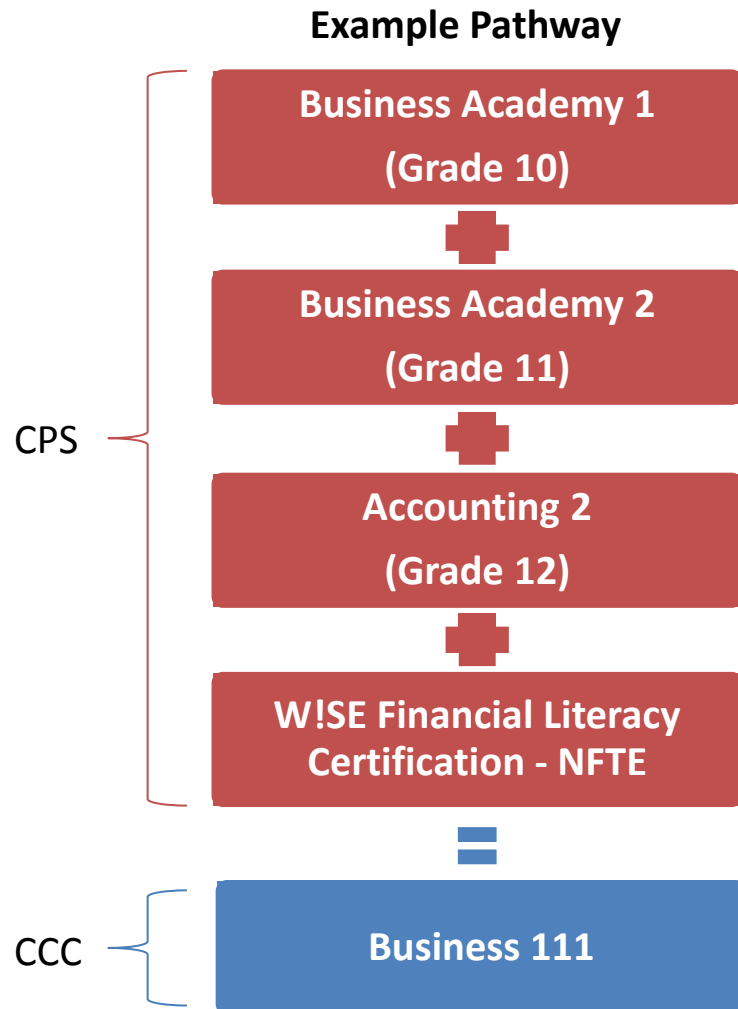 Example Pathway
Business Academy 1
(Grade 10)
Business Academy 2
(Grade 11)
CPS
Accounting 2
(Grade 12)
W!SE Financial Literacy
Certification - NFTE
CCC
Business 111